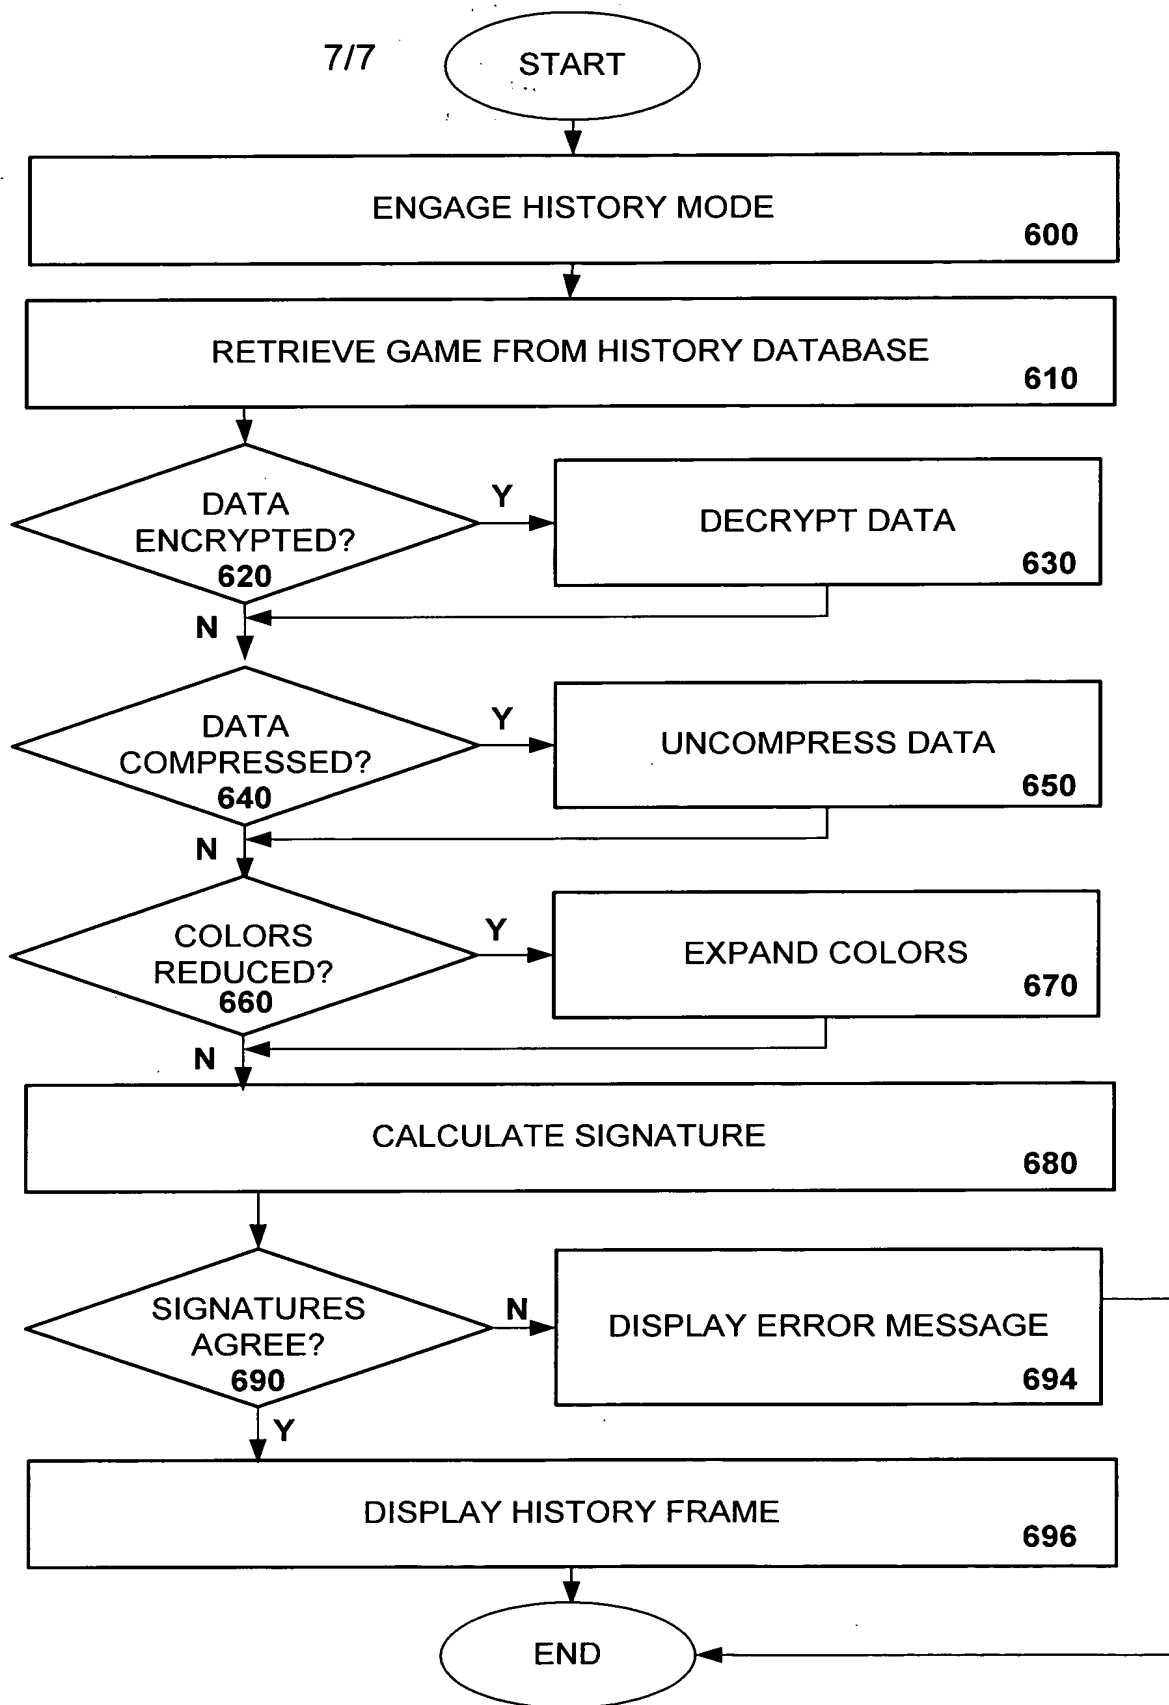 7/7
START
ENGAGE HISTORY MODE
600
RETRIEVE GAME FROM HISTORY DATABASE
610
DATA
ENCRYPTED?
620
Y
DECRYPT DATA
630
N
DATA
COMPRESSED?
640
Y
UNCOMPRESS DATA
650
N
COLORS
REDUCED?
660
Y
EXPAND COLORS
670
N
CALCULATE SIGNATURE
680
SIGNATURES
AGREE?
690
N
DISPLAY ERROR MESSAGE
694
Y
DISPLAY HISTORY FRAME
696
END